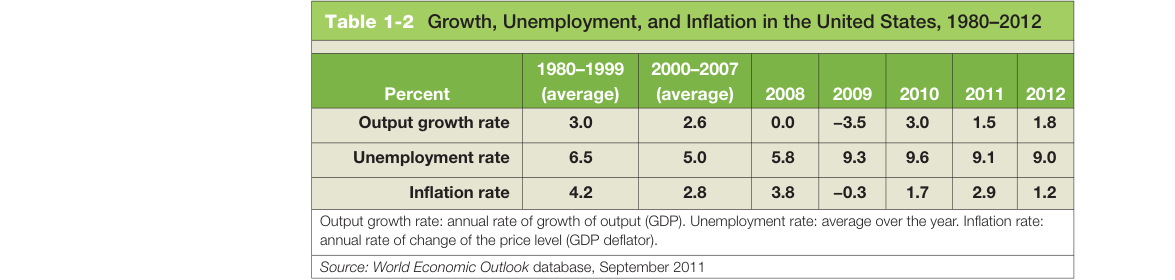 Table 1-2 Growth, Unemployment, and Inflation in the United States, 1980–2012
Percent 1980–1999 (average) 2000–2007 (average) 2008 2009 2010 2011 2012
Output growth rate 3.0 2.6 0.0 −3.5 3.0 1.5 1.8
Unemployment rate 6.5 5.0 5.8 9.3 9.6 9.1 9.0
Inflation rate 4.2 2.8 3.8 −0.3 1.7 2.9 1.2
Output growth rate: annual rate of growth of output (GDP). Unemployment rate: average over the year. Inflation rate:
annual rate of change of the price level (GDP deflator).
Source: World Economic Outlook database, September 2011